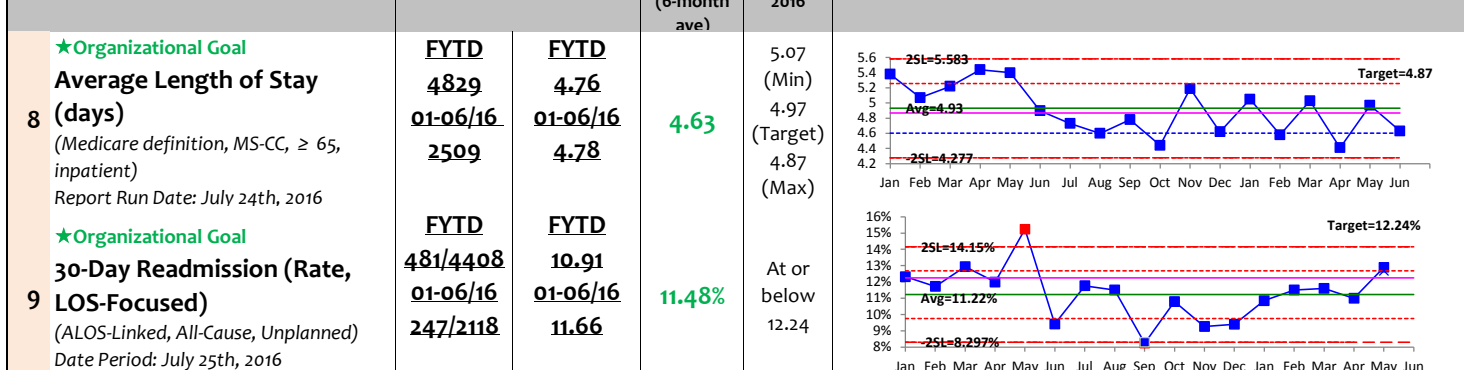 (6-month
ave)
2016
8
★Organizational Goal
Average Length of Stay
(days)
(Medicare definition, MS-CC, ≥ 65,
inpatient)
Report Run Date: July 24th, 2016
FYTD
4829
01-06/16
2509
FYTD
4.76
01-06/16
4.78
4.63
5.07
(Min)
4.97
(Target)
4.87
(Max)
5.6
5.4
5.2
5
4.8
4.6
4.4
4.2
2SL=5.583
Target=4.87
Avg=4.93
-2SL=4.277
Jan Feb Mar Apr May Jun Jul Aug Sep Oct Nov Dec Jan Feb Mar Apr May Jun
9
★Organizational Goal
30-Day Readmission (Rate,
LOS-Focused)
(ALOS-Linked, All-Cause, Unplanned)
Date Period: July 25th, 2016
FYTD
481/4408
01-06/16
247/2118
FYTD
10.91
01-06/16
11.66
11.48%
At or
below
12.24
16%
15%
14%
13%
12%
11%
10%
9%
8%
2SL=14.15%
Target=12.24%
Avg=11.22%
-2SL=8.297%
Jan Feb Mar Apr May Jun Jul Aug Sep Oct Nov Dec Jan Feb Mar Apr May Jun